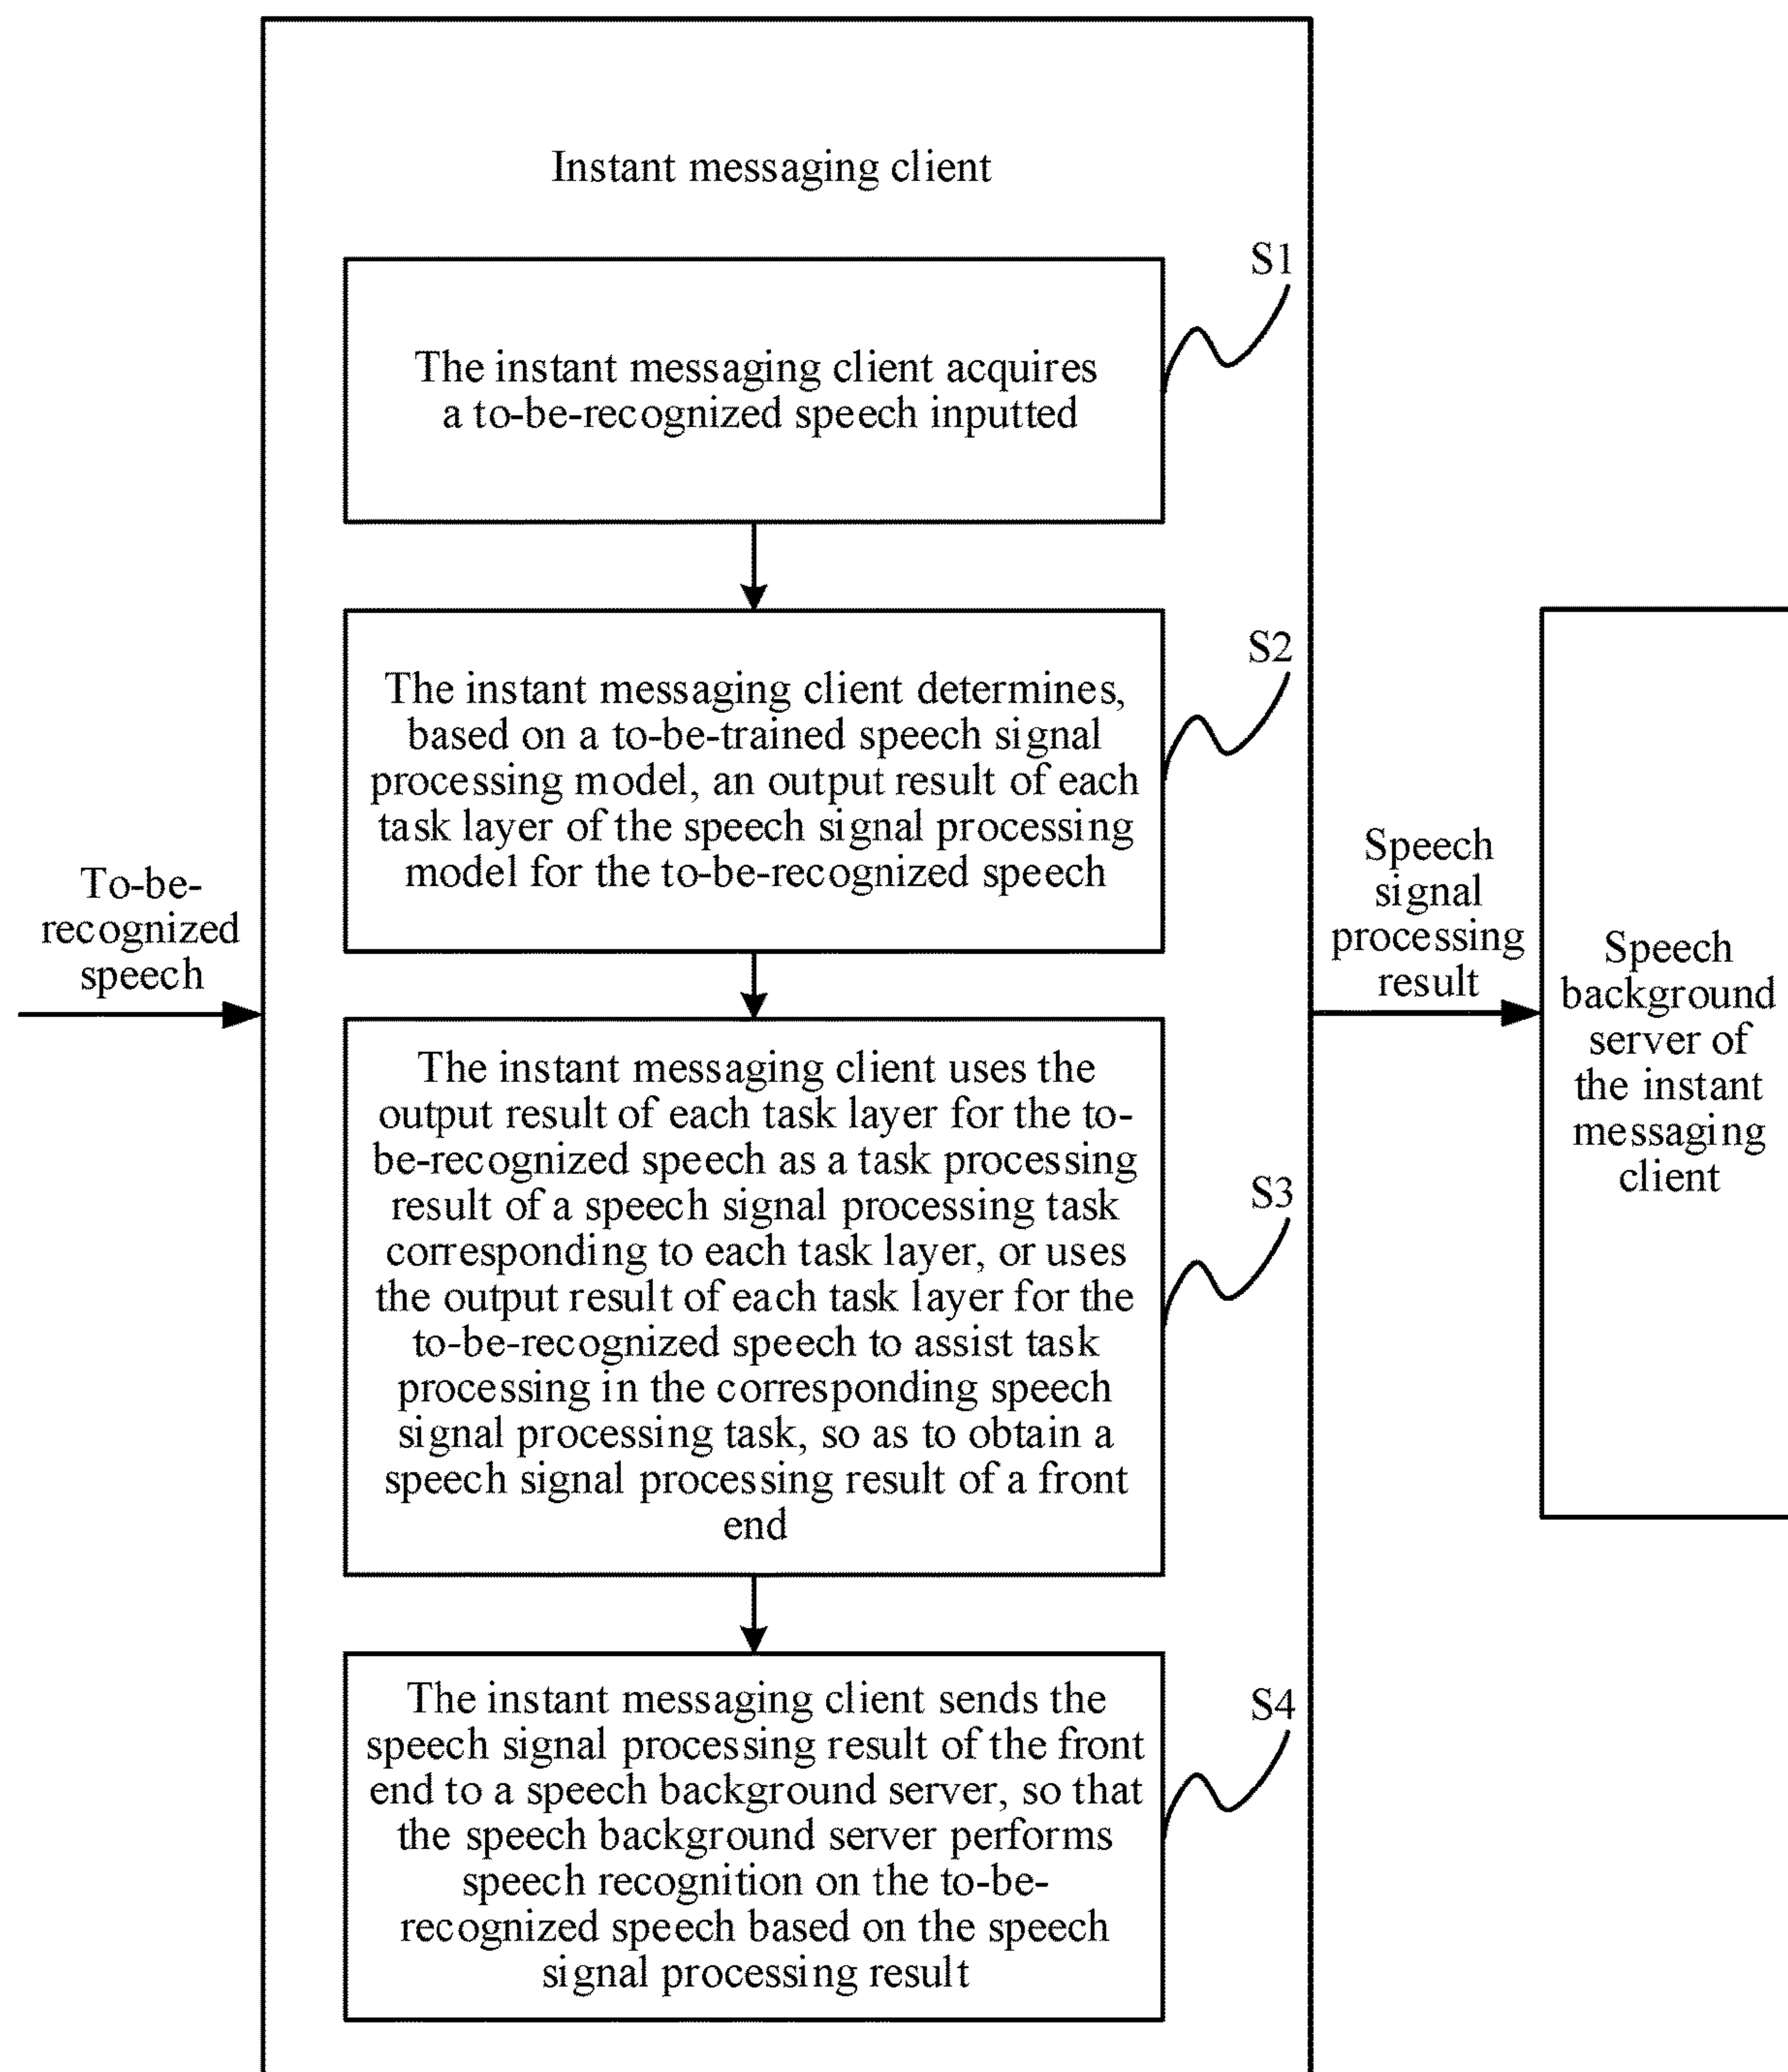 Instant messaging client
S1
The instant messaging client acquires
a to-be-recognized speech inputted
S2
The instant messaging client determines,
based on a to-be-trained speech signal
processing model, an output result of each
task layer of the speech signal processing
model for the to-be-recognized speech
To-be-
recognized
speech
Speech
signal
processing
result
Speech
background
server of
the instant
messaging
client
The instant messaging client uses the
output result of each task layer for the to-
be-recognized speech as a task processing
result of a speech signal processing task
corresponding to each task layer, or uses
the output result of each task layer for the
to-be-recognized speech to assist task
processing in the corresponding speech
signal processing task, so as to obtain a
speech signal processing result of a front
end
S3
The instant messaging client sends the
speech signal processing result of the front
end to a speech background server, so that
the speech background server performs
speech recognition on the to-be-
recognized speech based on the speech
signal processing result
S4